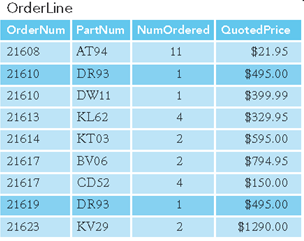 OrderLine
OrderNum PartNum NumOrdered QuotedPrice
21608 AT94 11 $21.95
21610 DR93 1 $495.00
21610 DW11 1 $399.99
21613 KL62 4 $329.95
21614 KT03 2 $595.00
21617 BV06 2 $794.95
21617 CD52 4 $150.00
21619 DR93 1 $495.00
21623 KV29 2 $1290.00